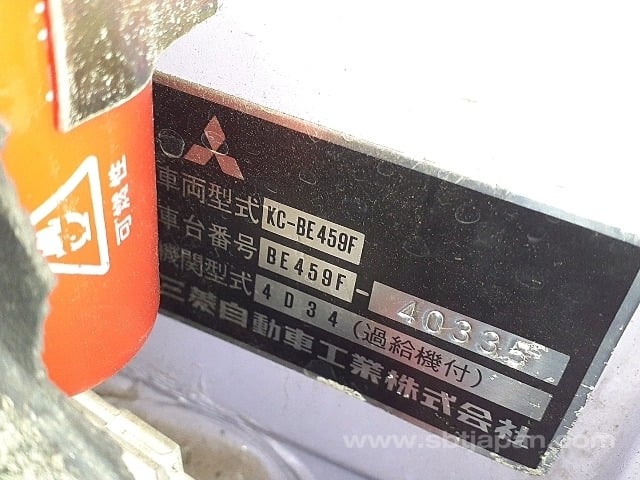 可燃性
車両型式 KC-BE459F
車台番号 BE459F-40335
機関型式 4D34 (過給機付)
三菱自動車工業株式会社
www.sbtjapan.com